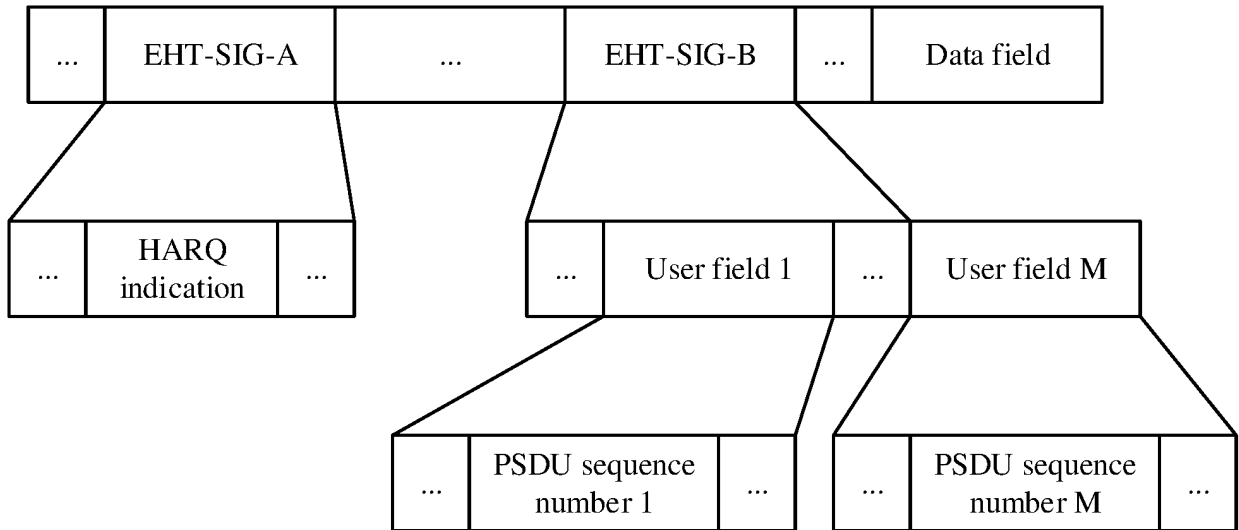 ... EHT-SIG-A ... EHT-SIG-B ... Data field
... HARQ indication ... ... User field 1 ... User field M
... PSDU sequence number 1 ... ... PSDU sequence number M ...